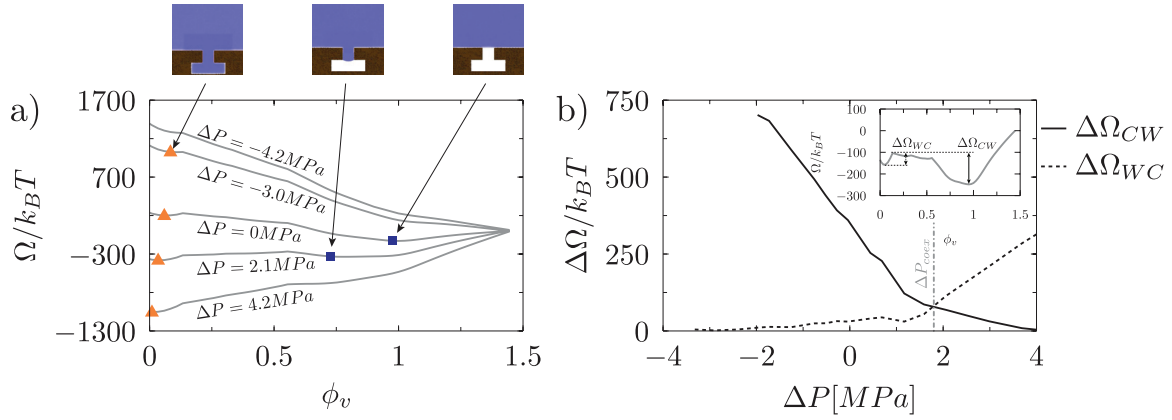 a)
1700
700
−300
−1300
Ω/k_BT
ΔP = −4.2MPa
ΔP = −3.0MPa
ΔP = 0MPa
ΔP = 2.1MPa
ΔP = 4.2MPa
0 0.5 1 1.5
ϕ_v
b)
750
500
250
0
ΔΩ/k_BT
−4 −2 0 2 4
ΔP[MPa]
ΔP_coex
100
0
−100
−200
−300
Ω/k_BT
ΔΩ_WC ΔΩ_CW
0 0.5 1 1.5
ϕ_v
ΔΩ_CW
ΔΩ_WC